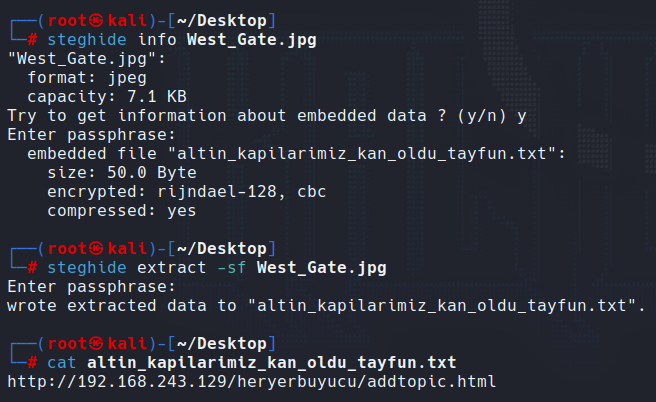 ┌──(root㉿kali)-[~/Desktop]
└─# steghide info West_Gate.jpg
"West_Gate.jpg":
  format: jpeg
  capacity: 7.1 KB
Try to get information about embedded data ? (y/n) y
Enter passphrase:
  embedded file "altin_kapilarimiz_kan_oldu_tayfun.txt":
    size: 50.0 Byte
    encrypted: rijndael-128, cbc
    compressed: yes
┌──(root㉿kali)-[~/Desktop]
└─# steghide extract -sf West_Gate.jpg
Enter passphrase:
wrote extracted data to "altin_kapilarimiz_kan_oldu_tayfun.txt".
┌──(root㉿kali)-[~/Desktop]
└─# cat altin_kapilarimiz_kan_oldu_tayfun.txt
http://192.168.243.129/heryerbuyucu/addtopic.html